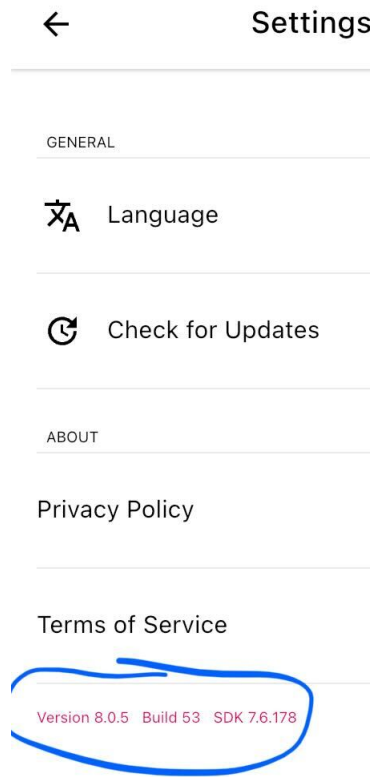 Settings
GENERAL
Language
Check for Updates
ABOUT
Privacy Policy
Terms of Service
Version 8.0.5 Build 53 SDK 7.6.178